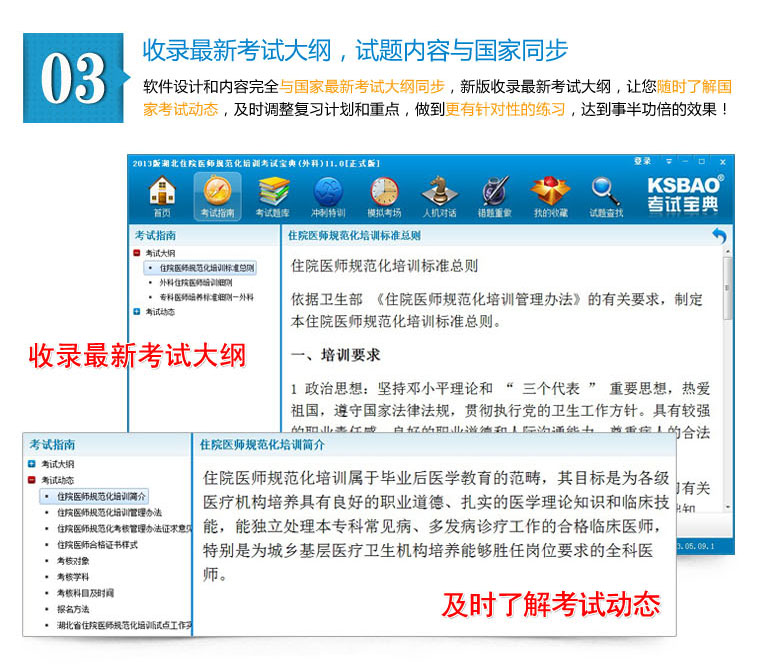 03
收录最新考试大纲，试题内容与国家同步
软件设计和内容完全与国家最新考试大纲同步，新版收录最新考试大纲，让您随时了解国
家考试动态，及时调整复习计划和重点，做到更有针对性的练习，达到事半功倍的效果！
2013版湖北住院医师规范化培训考试宝典(外科)11.0[正式版]
登录
首页 考试指南 考试题库 冲刺特训 模拟考场 人机对话 错题重做 我的收藏 试题查找
KSBAO®
考试宝典
考试指南
考试大纲
住院医师规范化培训标准总则
外科住院医师培训细则
专科医师培养标准细则—外科
考试动态
住院医师规范化培训标准总则
住院医师规范化培训标准总则
依据卫生部 《住院医师规范化培训管理办法》的有关要求，制定
本住院医师规范化培训标准总则。
一、培训要求
1 政治思想：坚持邓小平理论和 “ 三个代表 ” 重要思想，热爱
祖国，遵守国家法律法规，贯彻执行党的卫生工作方针。具有较强
的职业责任感、良好的职业道德和人际沟通能力，尊重病人的合法
有关
3.05.09.1
收录最新考试大纲
考试指南
考试大纲
考试动态
住院医师规范化培训简介
住院医师规范化培训管理办法
住院医师规范化考核管理办法征求意见
住院医师合格证书样式
考核对象
考核学科
考核科目及时间
报名方法
湖北省住院医师规范化培训试点工作实
住院医师规范化培训简介
住院医师规范化培训属于毕业后医学教育的范畴，其目标是为各级
医疗机构培养具有良好的职业道德、扎实的医学理论知识和临床技
能，能独立处理本专科常见病、多发病诊疗工作的合格临床医师，
特别是为城乡基层医疗卫生机构培养能够胜任岗位要求的全科医
师。
及时了解考试动态